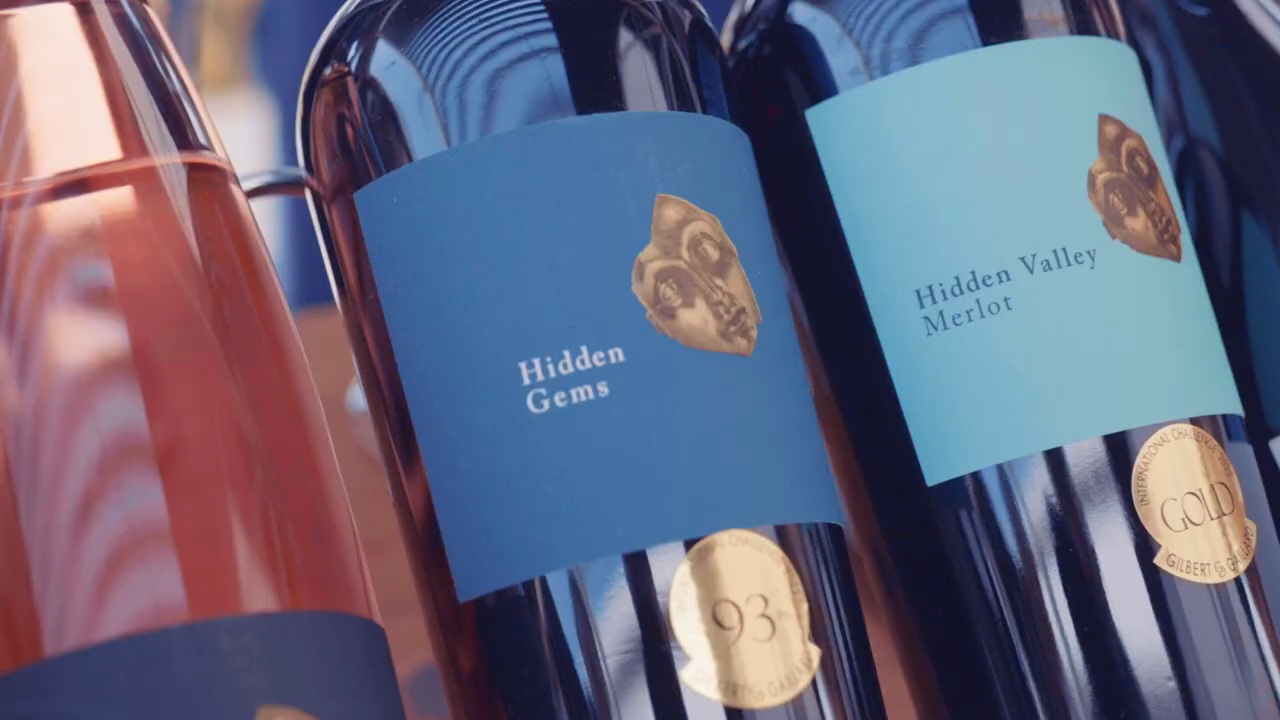 Hidden
Gems
Hidden Valley
Merlot
INTERNATIONAL CHALLENGE
GOLD
GILBERT & GAILLARD
93